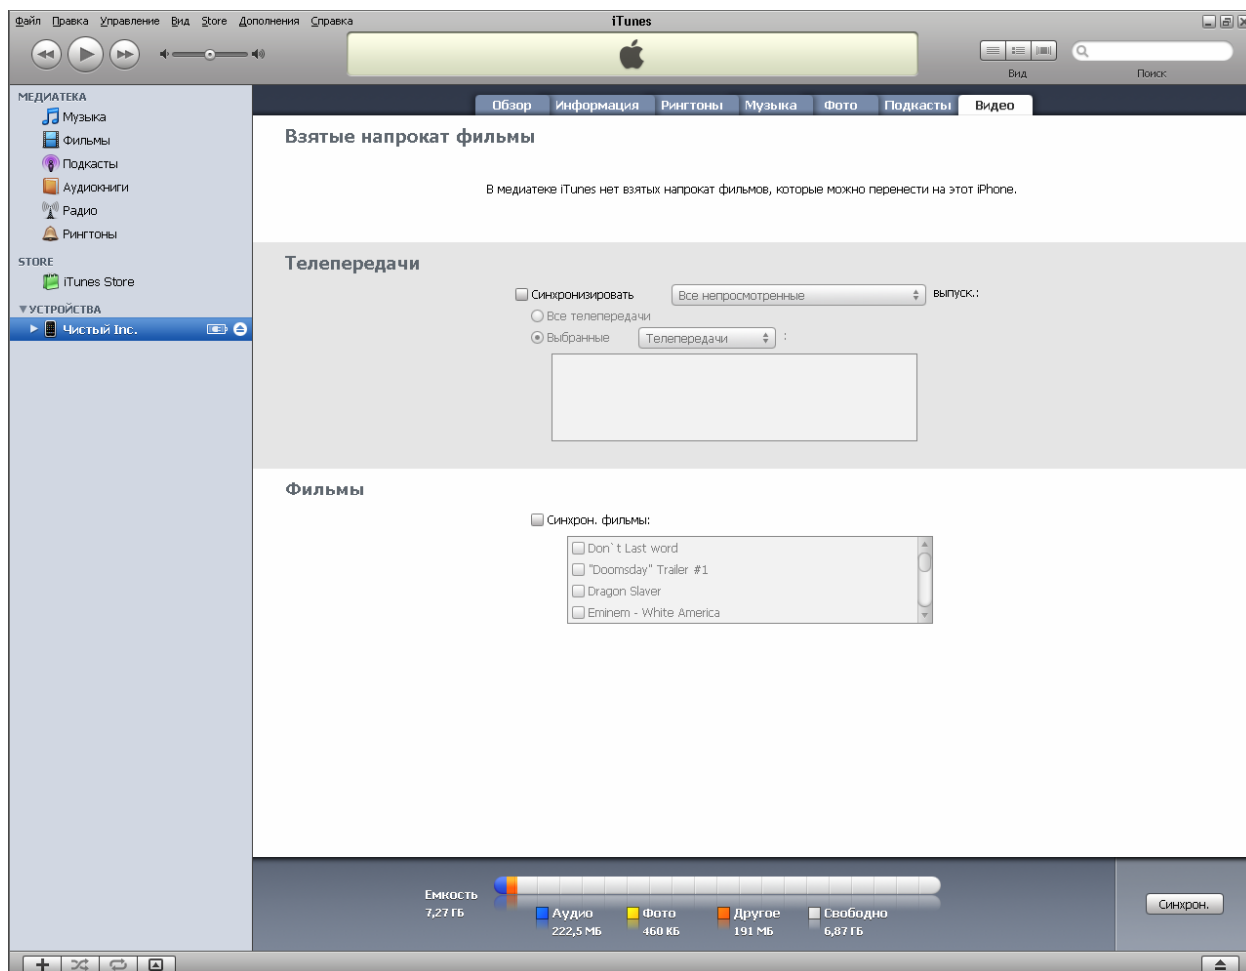 Файл Правка Управление Вид Store Дополнения Справка
iTunes
Вид
Поиск
МЕДИАТЕКА
Музыка
Фильмы
Подкасты
Аудиокниги
Радио
Рингтоны
STORE
iTunes Store
УСТРОЙСТВА
Чистый Inc.
Обзор Информация Рингтоны Музыка Фото Подкасты Видео
Взятые напрокат фильмы
В медиатеке iTunes нет взятых напрокат фильмов, которые можно перенести на этот iPhone.
Телепередачи
Синхронизировать Все непросмотренные выпуск.:
Все телепередачи
Выбранные Телепередачи :
Фильмы
Синхрон. фильмы:
Don`t Last word
"Doomsday" Trailer #1
Dragon Slaver
Eminem - White America
Емкость
7,27 ГБ
Аудио
222,5 МБ
Фото
460 КБ
Другое
191 МБ
Свободно
6,87 ГБ
Синхрон.